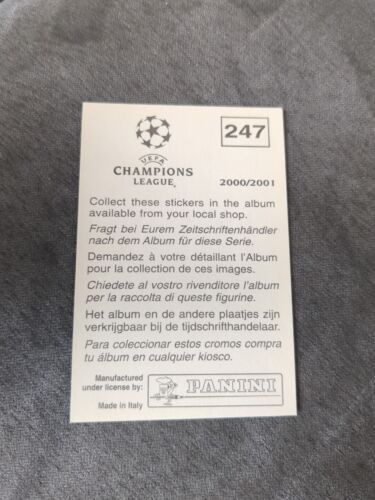 247
UEFA
CHAMPIONS
LEAGUE
2000/2001
Collect these stickers in the album
available from your local shop.
Fragt bei Eurem Zeitschriftenhändler
nach dem Album für diese Serie.
Demandez à votre détaillant l'Album
pour la collection de ces images.
Chiedete al vostro rivenditore l'album
per la raccolta di queste figurine.
Het album en de andere plaatjes zijn
verkrijgbaar bij de tijdschrifthandelaar.
Para coleccionar estos cromos compra
tu álbum en cualquier kiosco.
Manufactured
under license by:
PANINI
Made in Italy